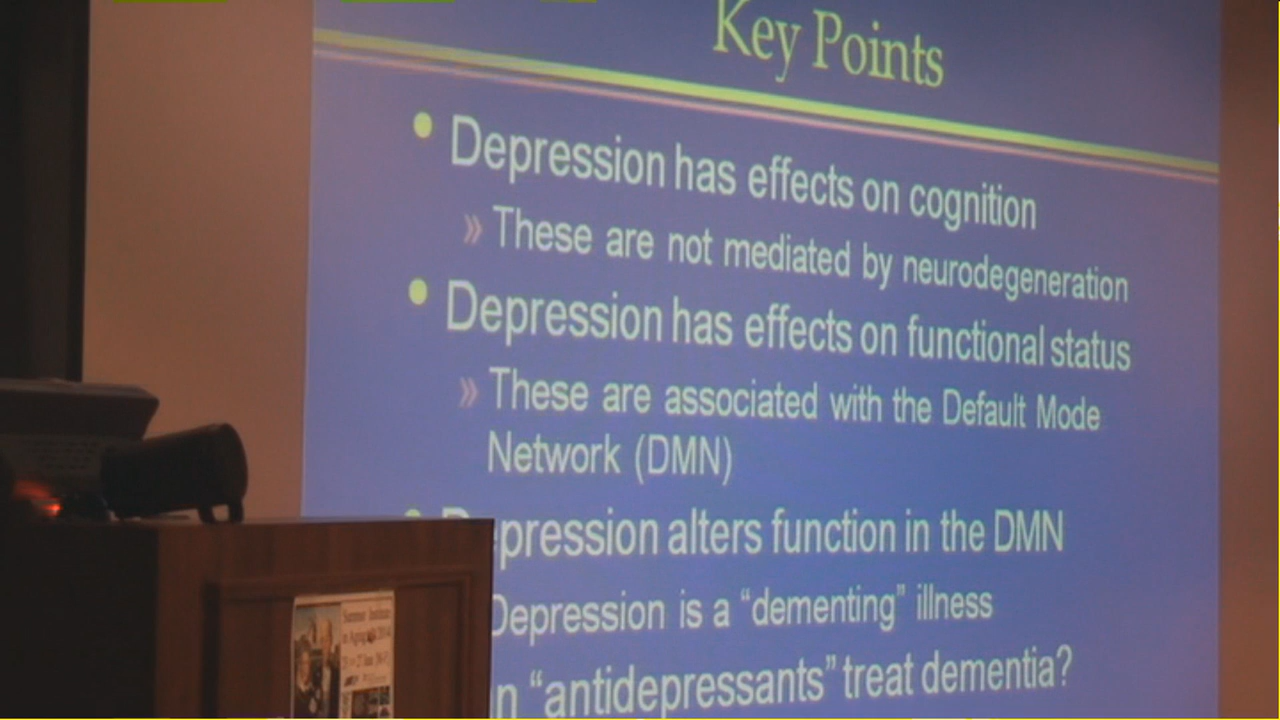 Key Points
• Depression has effects on cognition
» These are not mediated by neurodegeneration
• Depression has effects on functional status
» These are associated with the Default Mode
Network (DMN)
pression alters function in the DMN
Depression is a “dementing” illness
n “antidepressants” treat dementia?
Summer Institute